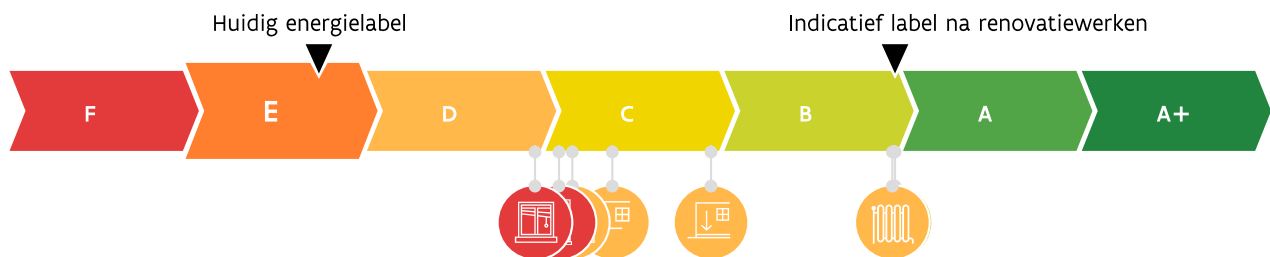 Huidig energielabel
Indicatief label na renovatiewerken
F
E
D
C
B
A
A+